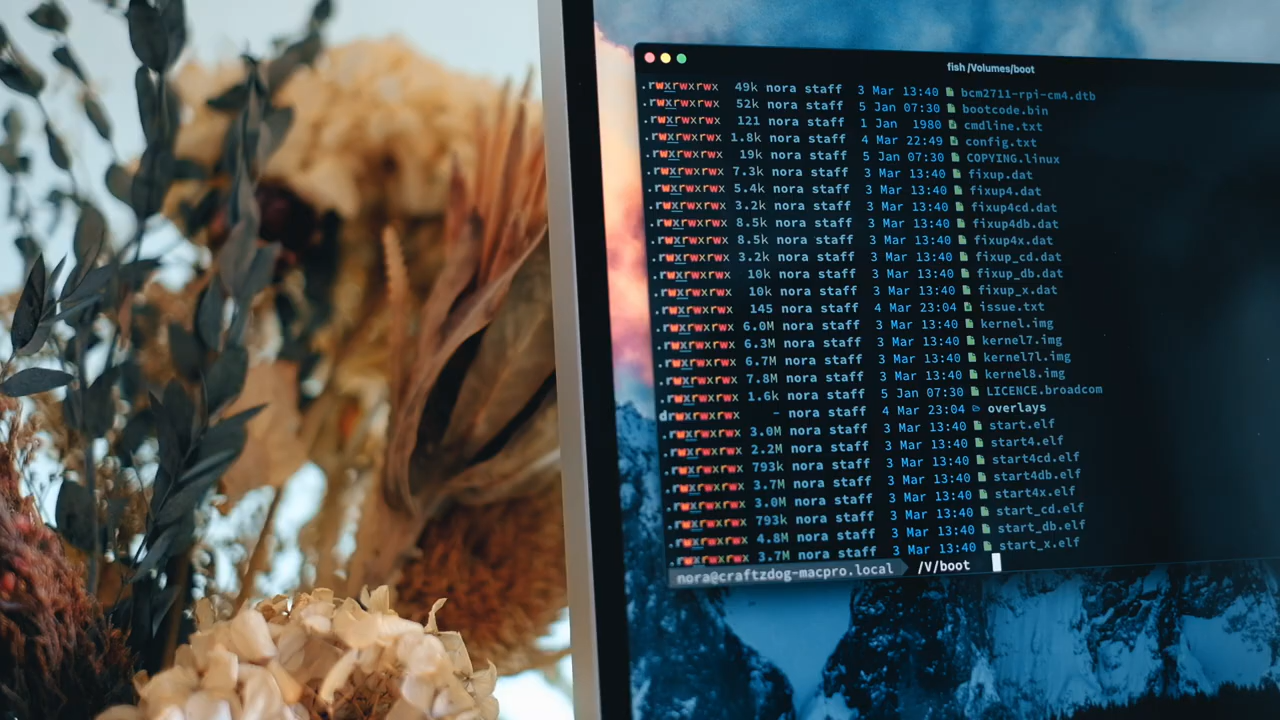 fish /Volumes/boot
.rwxrwxrwx 49k nora staff 3 Mar 13:40 bcm2711-rpi-cm4.dtb
.rwxrwxrwx 52k nora staff 5 Jan 07:30 bootcode.bin
.rwxrwxrwx 121 nora staff 1 Jan 1980 cmdline.txt
.rwxrwxrwx 1.8k nora staff 4 Mar 22:49 config.txt
.rwxrwxrwx 19k nora staff 5 Jan 07:30 COPYING.linux
.rwxrwxrwx 7.3k nora staff 3 Mar 13:40 fixup.dat
.rwxrwxrwx 5.4k nora staff 3 Mar 13:40 fixup4.dat
.rwxrwxrwx 3.2k nora staff 3 Mar 13:40 fixup4cd.dat
.rwxrwxrwx 8.5k nora staff 3 Mar 13:40 fixup4db.dat
.rwxrwxrwx 8.5k nora staff 3 Mar 13:40 fixup4x.dat
.rwxrwxrwx 3.2k nora staff 3 Mar 13:40 fixup_cd.dat
.rwxrwxrwx 10k nora staff 3 Mar 13:40 fixup_db.dat
.rwxrwxrwx 10k nora staff 3 Mar 13:40 fixup_x.dat
.rwxrwxrwx 145 nora staff 4 Mar 23:04 issue.txt
.rwxrwxrwx 6.0M nora staff 3 Mar 13:40 kernel.img
.rwxrwxrwx 6.3M nora staff 3 Mar 13:40 kernel7.img
.rwxrwxrwx 6.7M nora staff 3 Mar 13:40 kernel7l.img
.rwxrwxrwx 7.8M nora staff 3 Mar 13:40 kernel8.img
.rwxrwxrwx 1.6k nora staff 5 Jan 07:30 LICENCE.broadcom
drwxrwxrwx - nora staff 4 Mar 23:04 overlays
.rwxrwxrwx 3.0M nora staff 3 Mar 13:40 start.elf
.rwxrwxrwx 2.2M nora staff 3 Mar 13:40 start4.elf
.rwxrwxrwx 793k nora staff 3 Mar 13:40 start4cd.elf
.rwxrwxrwx 3.7M nora staff 3 Mar 13:40 start4db.elf
.rwxrwxrwx 3.0M nora staff 3 Mar 13:40 start4x.elf
.rwxrwxrwx 793k nora staff 3 Mar 13:40 start_cd.elf
.rwxrwxrwx 4.8M nora staff 3 Mar 13:40 start_db.elf
.rwxrwxrwx 3.7M nora staff 3 Mar 13:40 start_x.elf
nora@craftzdog-macpro.local /V/boot